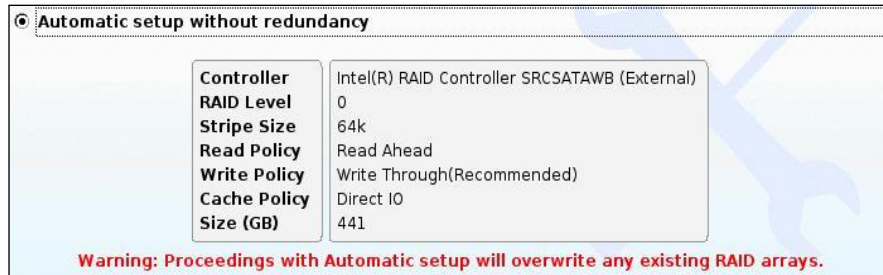 Automatic setup without redundancy
Controller Intel(R) RAID Controller SRCSATAWB (External)
RAID Level 0
Stripe Size 64k
Read Policy Read Ahead
Write Policy Write Through(Recommended)
Cache Policy Direct IO
Size (GB) 441
Warning: Proceedings with Automatic setup will overwrite any existing RAID arrays.